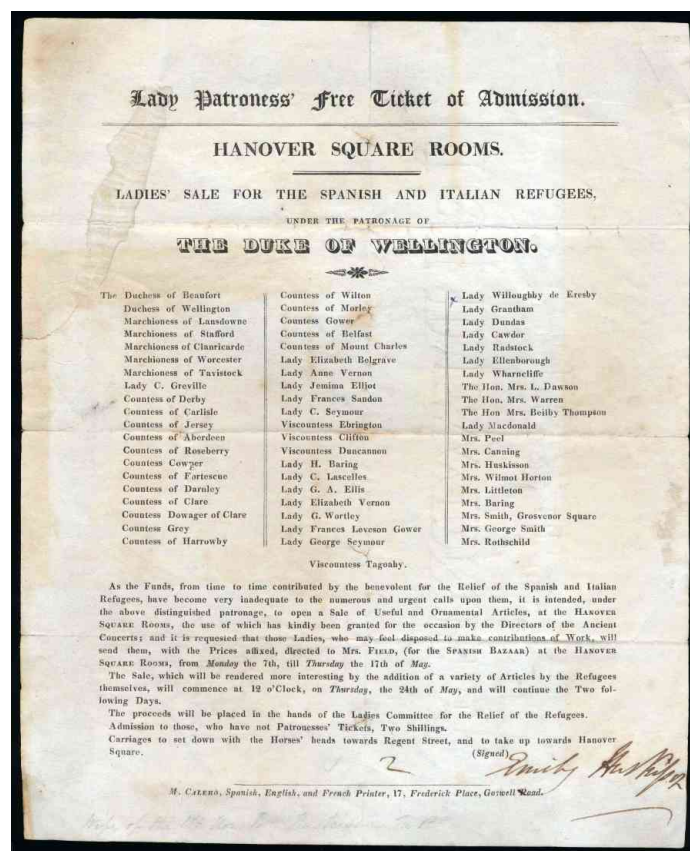 Lady Patroness' Free Ticket of Admission.
HANOVER SQUARE ROOMS.
LADIES' SALE FOR THE SPANISH AND ITALIAN REFUGEES,
UNDER THE PATRONAGE OF
THE DUKE OF WELLINGTON.
The Duchess of Beaufort
Duchess of Wellington
Marchioness of Lansdowne
Marchioness of Stafford
Marchioness of Clanricarde
Marchioness of Worcester
Marchioness of Tavistock
Lady C. Greville
Countess of Derby
Countess of Carlisle
Countess of Jersey
Countess of Aberdeen
Countess of Roseberry
Countess Cowper
Countess of Fortescue
Countess of Darnley
Countess of Clare
Countess Dowager of Clare
Countess Grey
Countess of Harrowby
Countess of Wilton
Countess of Morley
Countess Gower
Countess of Belfast
Countess of Mount Charles
Lady Elizabeth Belgrave
Lady Anne Vernon
Lady Jemima Elliot
Lady Frances Sandon
Lady C. Seymour
Viscountess Ebrington
Viscountess Clifton
Viscountess Duncannon
Lady H. Baring
Lady C. Lascelles
Lady G. A. Ellis
Lady Elizabeth Vernon
Lady G. Wortley
Lady Frances Leveson Gower
Lady George Seymour
x Lady Willoughby de Eresby
Lady Grantham
Lady Dundas
Lady Cawdor
Lady Radstock
Lady Ellenborough
Lady Wharncliffe
The Hon. Mrs. L. Dawson
The Hon. Mrs. Warren
The Hon Mrs. Beilby Thompson
Lady Macdonald
Mrs. Peel
Mrs. Canning
Mrs. Huskisson
Mrs. Wilmot Horton
Mrs. Littleton
Mrs. Baring
Mrs. Smith, Grosvenor Square
Mrs. George Smith
Mrs. Rothschild
Viscountess Tagoahy.
As the Funds, from time to time contributed by the benevolent for the Relief of the Spanish and Italian
Refugees, have become very inadequate to the numerous and urgent calls upon them, it is intended, under
the above distinguished patronage, to open a Sale of Useful and Ornamental Articles, at the HANOVER
SQUARE ROOMS, the use of which has kindly been granted for the occasion by the Directors of the Ancient
Concerts; and it is requested that those Ladies, who may feel disposed to make contributions of Work, will
send them, with the Prices affixed, directed to Mrs. FIELD, (for the SPANISH BAZAAR) at the HANOVER
SQUARE ROOMS, from Monday the 7th, till Thursday the 17th of May.
The Sale, which will be rendered more interesting by the addition of a variety of Articles by the Refugees
themselves, will commence at 12 o'Clock, on Thursday, the 24th of May, and will continue the Two fol-
lowing Days.
The proceeds will be placed in the hands of the Ladies Committee for the Relief of the Refugees.
Admission to those, who have not Patronesses' Tickets, Two Shillings.
Carriages to set down with the Horses' heads towards Regent Street, and to take up towards Hanover
Square.
(Signed)
2
Emily Huskisson
M. CALERO, Spanish, English, and French Printer, 17, Frederick Place, Goswell Road.